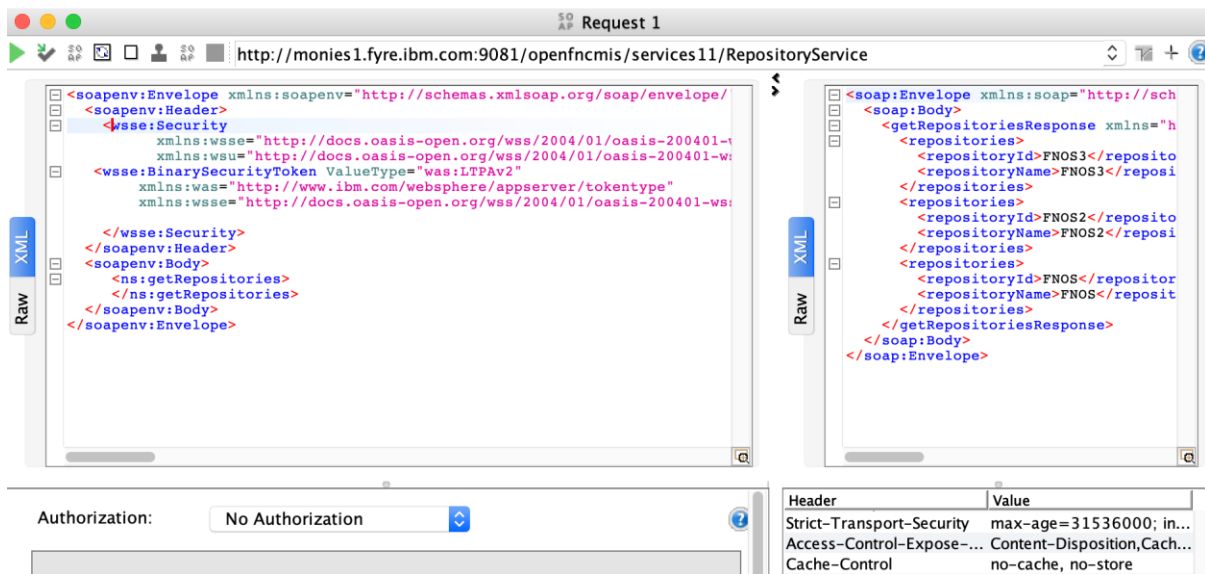 Request 1
http://monies1.fyre.ibm.com:9081/openfncmis/services11/RepositoryService
XML
Raw
<soapenv:Envelope xmlns:soapenv="http://schemas.xmlsoap.org/soap/envelope/
<soapenv:Header>
<wsse:Security
xmlns:wsse="http://docs.oasis-open.org/wss/2004/01/oasis-200401-w
xmlns:wsu="http://docs.oasis-open.org/wss/2004/01/oasis-200401-ws
<wsse:BinarySecurityToken ValueType="was:LTPAv2"
xmlns:was="http://www.ibm.com/websphere/appserver/tokentype"
xmlns:wsse="http://docs.oasis-open.org/wss/2004/01/oasis-200401-wss
</wsse:Security>
</soapenv:Header>
<soapenv:Body>
<ns:getRepositories>
</ns:getRepositories>
</soapenv:Body>
</soapenv:Envelope>
XML
Raw
<soap:Envelope xmlns:soap="http://sch
<soap:Body>
<getRepositoriesResponse xmlns="h
<repositories>
<repositoryId>FNOS3</reposito
<repositoryName>FNOS3</reposi
</repositories>
<repositories>
<repositoryId>FNOS2</reposito
<repositoryName>FNOS2</reposi
</repositories>
<repositories>
<repositoryId>FNOS</repositor
<repositoryName>FNOS</reposit
</repositories>
</getRepositoriesResponse>
</soap:Body>
</soap:Envelope>
Authorization: No Authorization
Header Value
Strict-Transport-Security max-age=31536000; in...
Access-Control-Expose-... Content-Disposition,Cach...
Cache-Control no-cache, no-store